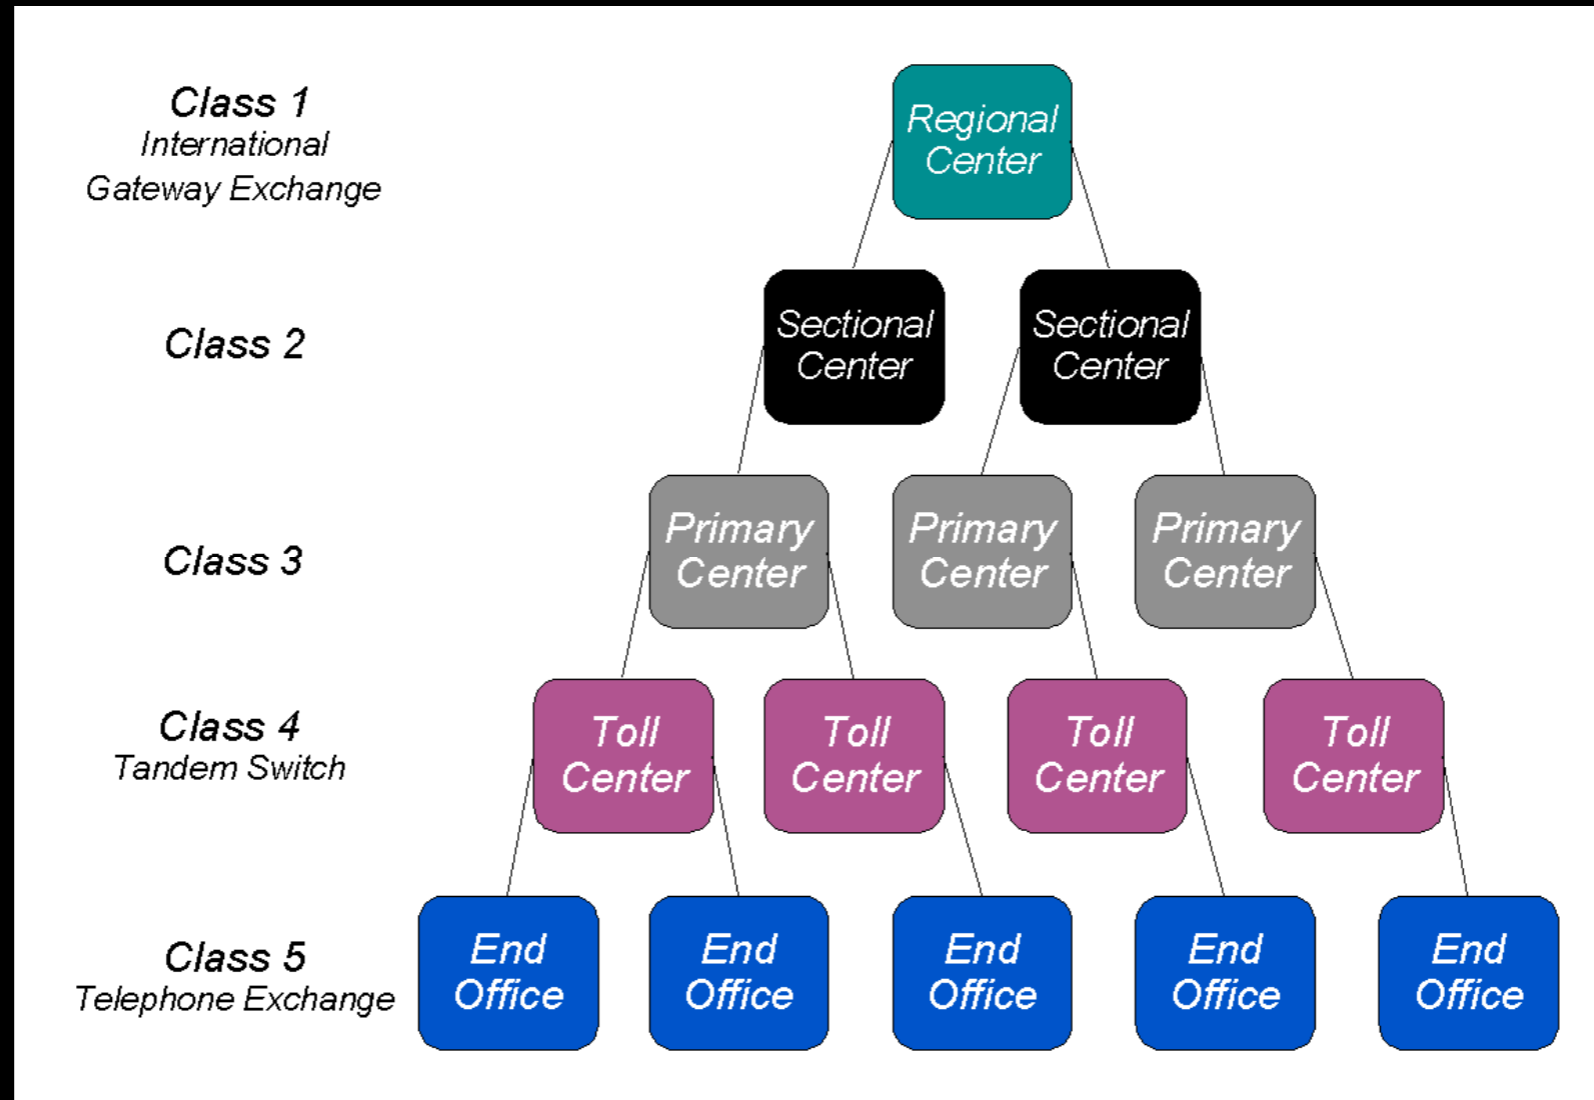 Class 1
International
Gateway Exchange
Regional
Center
Class 2
Sectional
Center
Sectional
Center
Class 3
Primary
Center
Primary
Center
Primary
Center
Class 4
Tandem Switch
Toll
Center
Toll
Center
Toll
Center
Toll
Center
Class 5
Telephone Exchange
End
Office
End
Office
End
Office
End
Office
End
Office